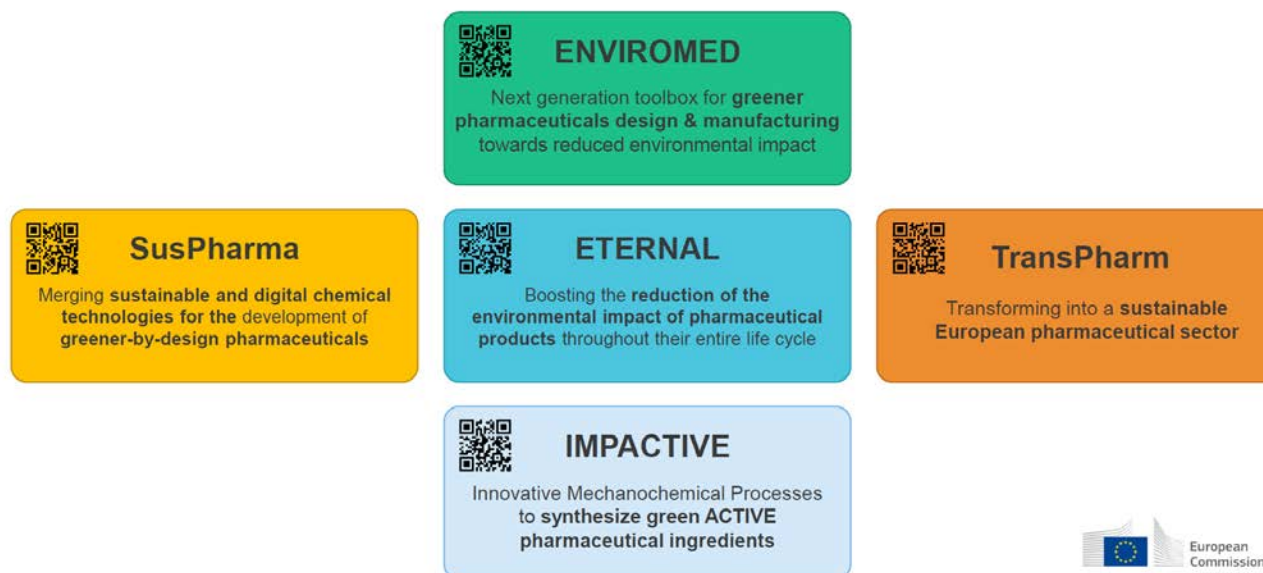 ENVIROMED
Next generation toolbox for greener
pharmaceuticals design & manufacturing
towards reduced environmental impact
SusPharma
Merging sustainable and digital chemical
technologies for the development of
greener-by-design pharmaceuticals
ETERNAL
Boosting the reduction of the
environmental impact of pharmaceutical
products throughout their entire life cycle
TransPharm
Transforming into a sustainable
European pharmaceutical sector
IMPACTIVE
Innovative Mechanochemical Processes
to synthesize green ACTIVE
pharmaceutical ingredients
European
Commission